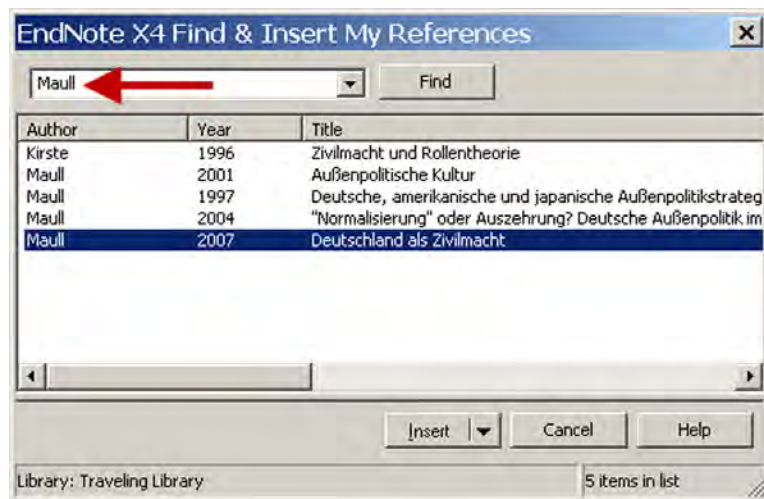 EndNote X4 Find & Insert My References
Maull Find
Author Year Title
Kirste 1996 Zivilmacht und Rollentheorie
Maull 2001 Außenpolitische Kultur
Maull 1997 Deutsche, amerikanische und japanische Außenpolitikstrateg
Maull 2004 "Normalisierung" oder Auszehrung? Deutsche Außenpolitik im
Maull 2007 Deutschland als Zivilmacht
Insert Cancel Help
Library: Traveling Library 5 items in list